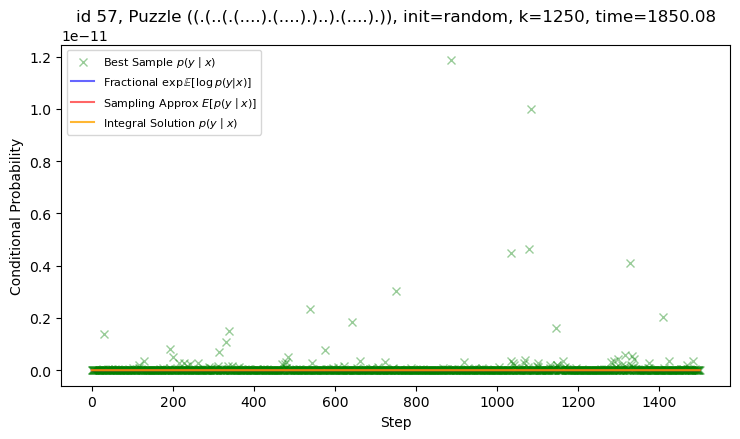 id 57, Puzzle ((.(..(.(....).(....).)..).(....).)), init=random, k=1250, time=1850.08
1e−11
Best Sample p(y | x)
Fractional exp𝔼[log p(y|x)]
Sampling Approx E[p(y | x)]
Integral Solution p(y | x)
1.2
1.0
0.8
0.6
0.4
0.2
0.0
Conditional Probability
0 200 400 600 800 1000 1200 1400
Step